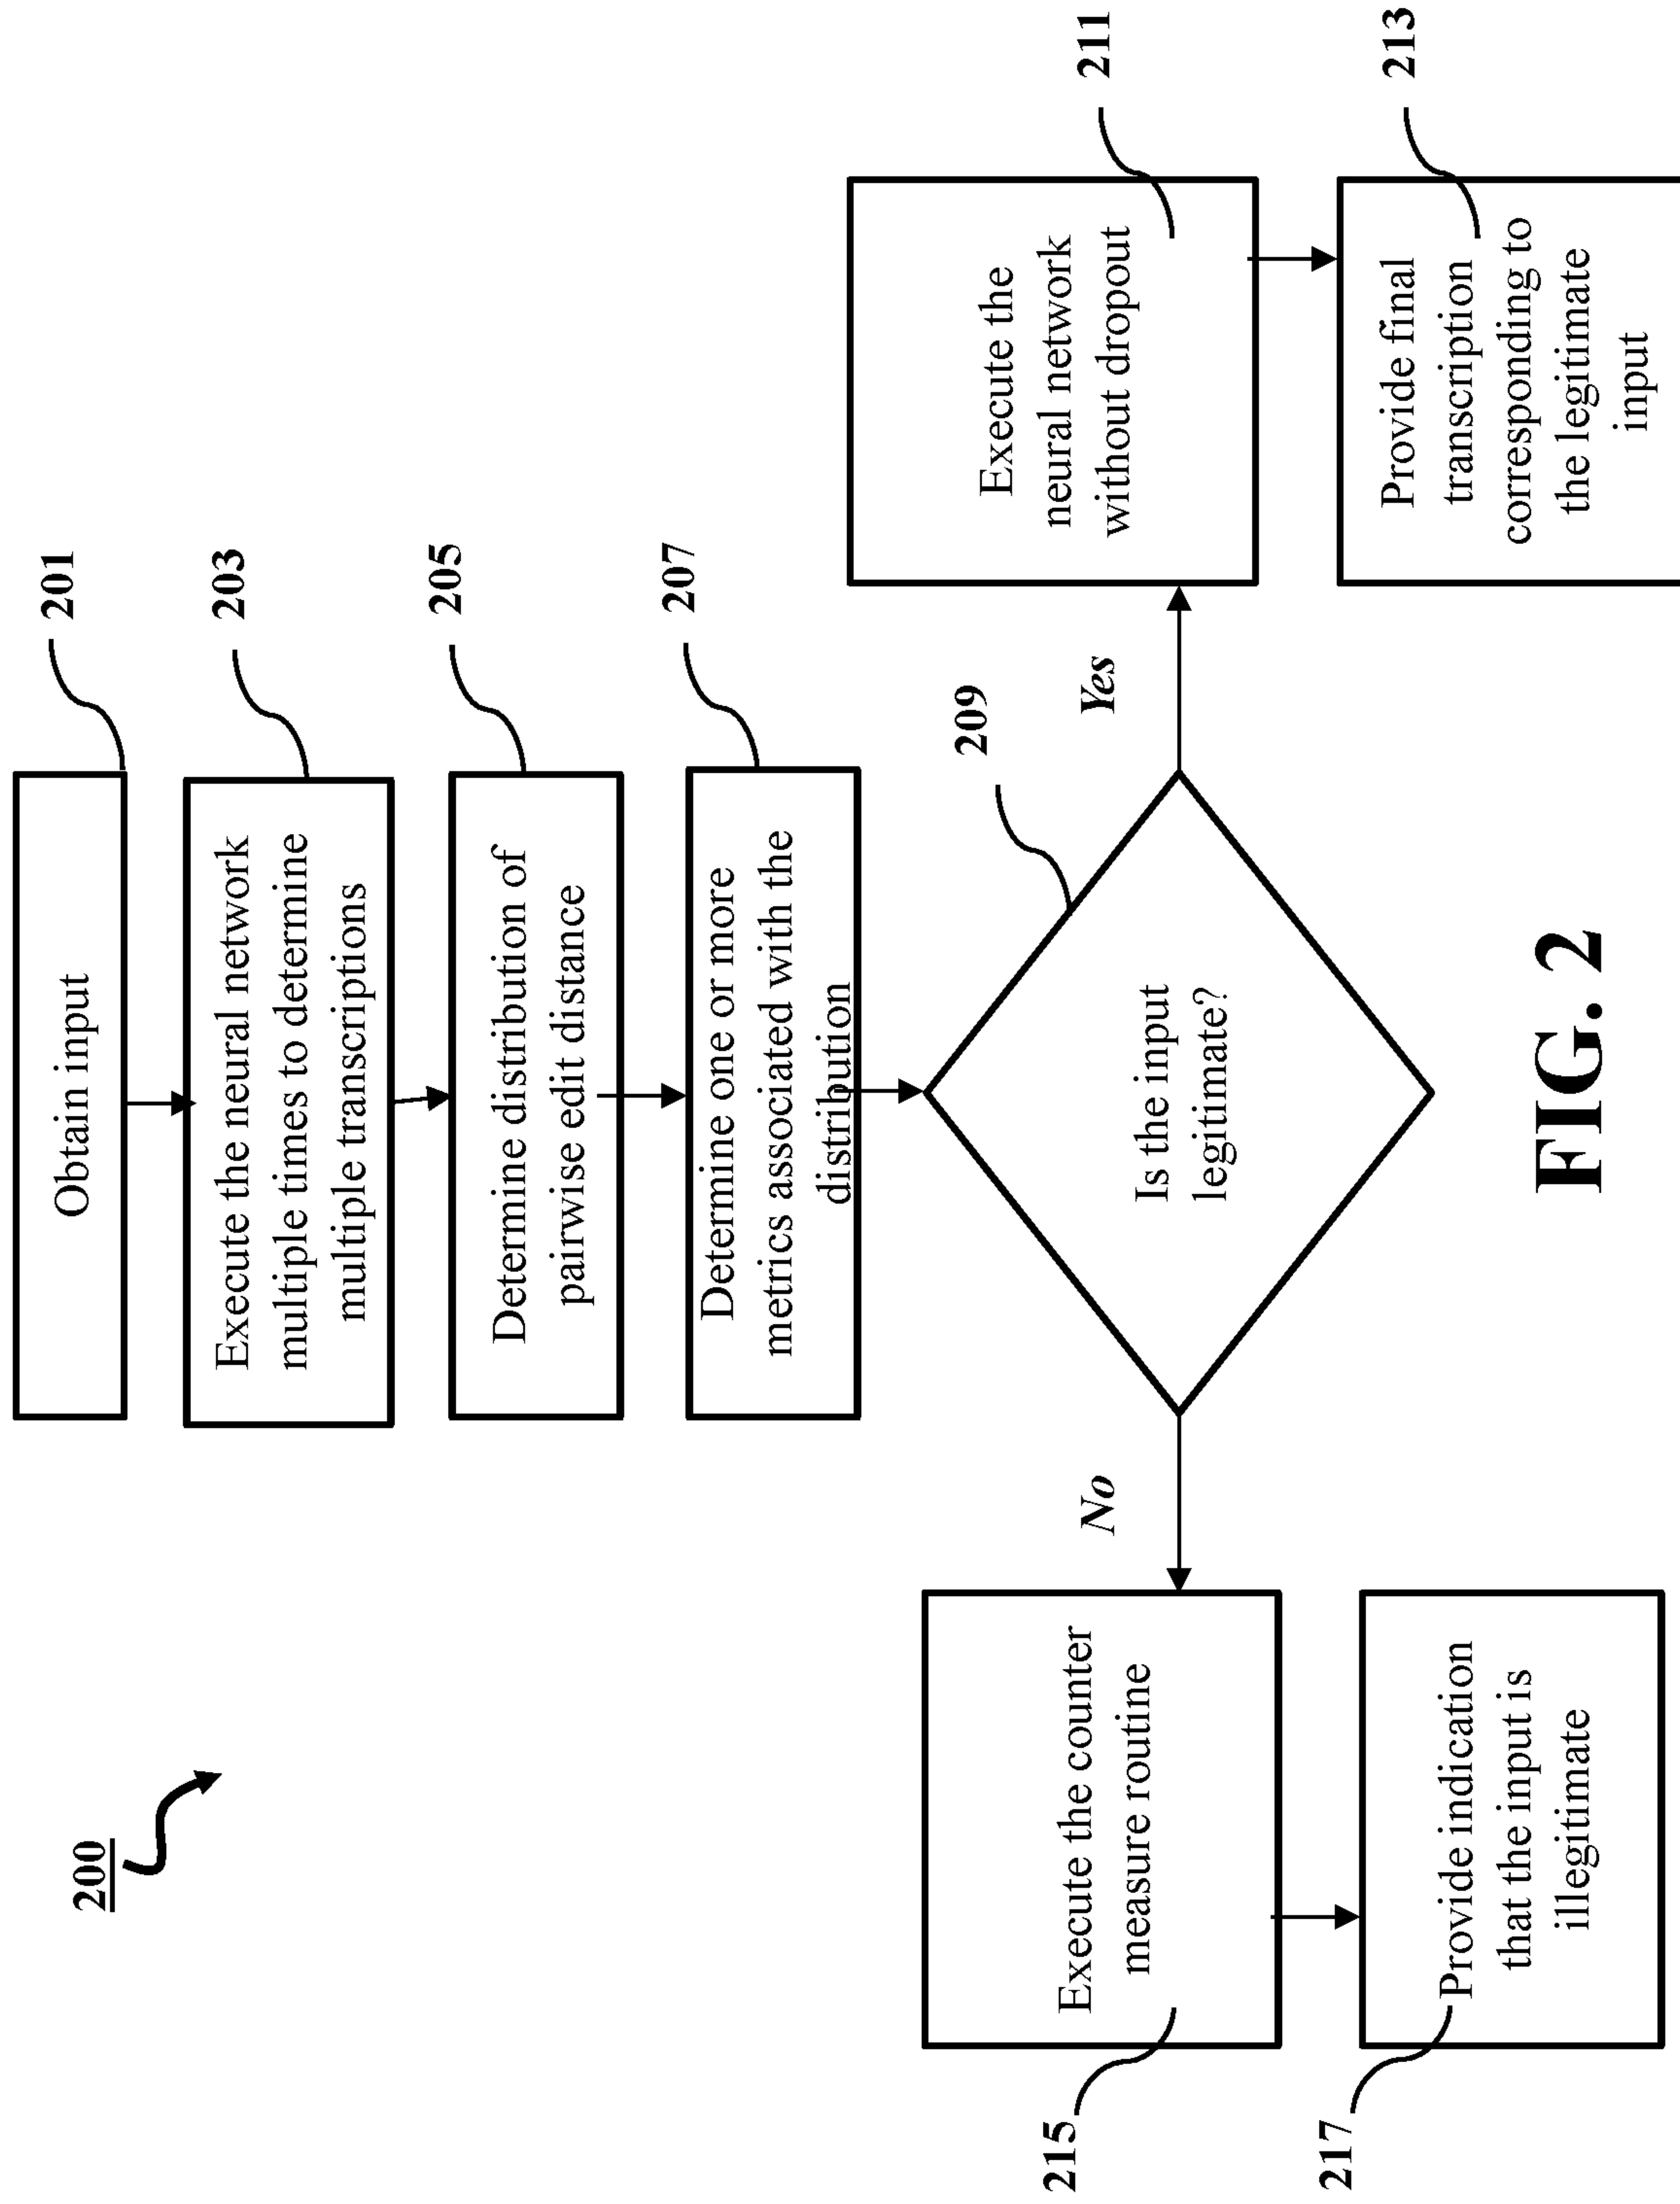 200
Obtain input
201
Execute the neural network
multiple times to determine
multiple transcriptions
203
Determine distribution of
pairwise edit distance
205
Determine one or more
metrics associated with the
distribution
207
Is the input
legitimate?
209
Yes
Execute the
neural network
without dropout
211
Provide final
transcription
corresponding to
the legitimate
input
213
No
Execute the counter
measure routine
215
Provide indication
that the input is
illegitimate
217
FIG. 2